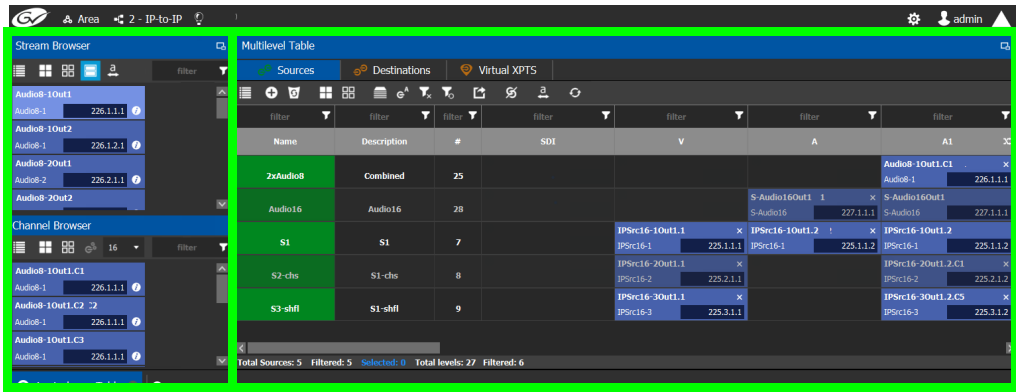 GV Area 2 - IP-to-IP admin
Stream Browser
filter
Audio8-1Out1
Audio8-1 226.1.1.1
Audio8-1Out2
Audio8-1 226.1.2.1
Audio8-2Out1
Audio8-2 226.2.1.1
Audio8-2Out2
Channel Browser
16 filter
Audio8-1Out1.C1
Audio8-1 226.1.1.1
Audio8-1Out1.C2
Audio8-1 226.1.1.1
Audio8-1Out1.C3
Audio8-1 226.1.1.1
Multilevel Table
Sources Destinations Virtual XPTS
filter filter filter filter filter filter filter
Name Description # SDI V A A1
2xAudio8 Combined 25 Audio8-1Out1.C1 x
Audio8-1 226.1.1.1
Audio16 Audio16 28 S-Audio16Out1 1 x S-Audio16Out1
S-Audio16 227.1.1.1 S-Audio16 227.1.1.1
S1 S1 7 IPSrc16-1Out1.1 x IPSrc16-1Out1.2 x IPSrc16-1Out1.2
IPSrc16-1 225.1.1.1 IPSrc16-1 225.1.1.2 IPSrc16-1 225.1.1.2
S2-chs S1-chs 8 IPSrc16-2Out1.1 x IPSrc16-2Out1.2.C1 x
IPSrc16-2 225.2.1.1 IPSrc16-2 225.2.1.2
S3-shfl S1-shfl 9 IPSrc16-3Out1.1 x IPSrc16-3Out1.2.C5 x
IPSrc16-3 225.3.1.1 IPSrc16-3 225.3.1.2
Total Sources: 5 Filtered: 5 Selected: 0 Total levels: 27 Filtered: 6